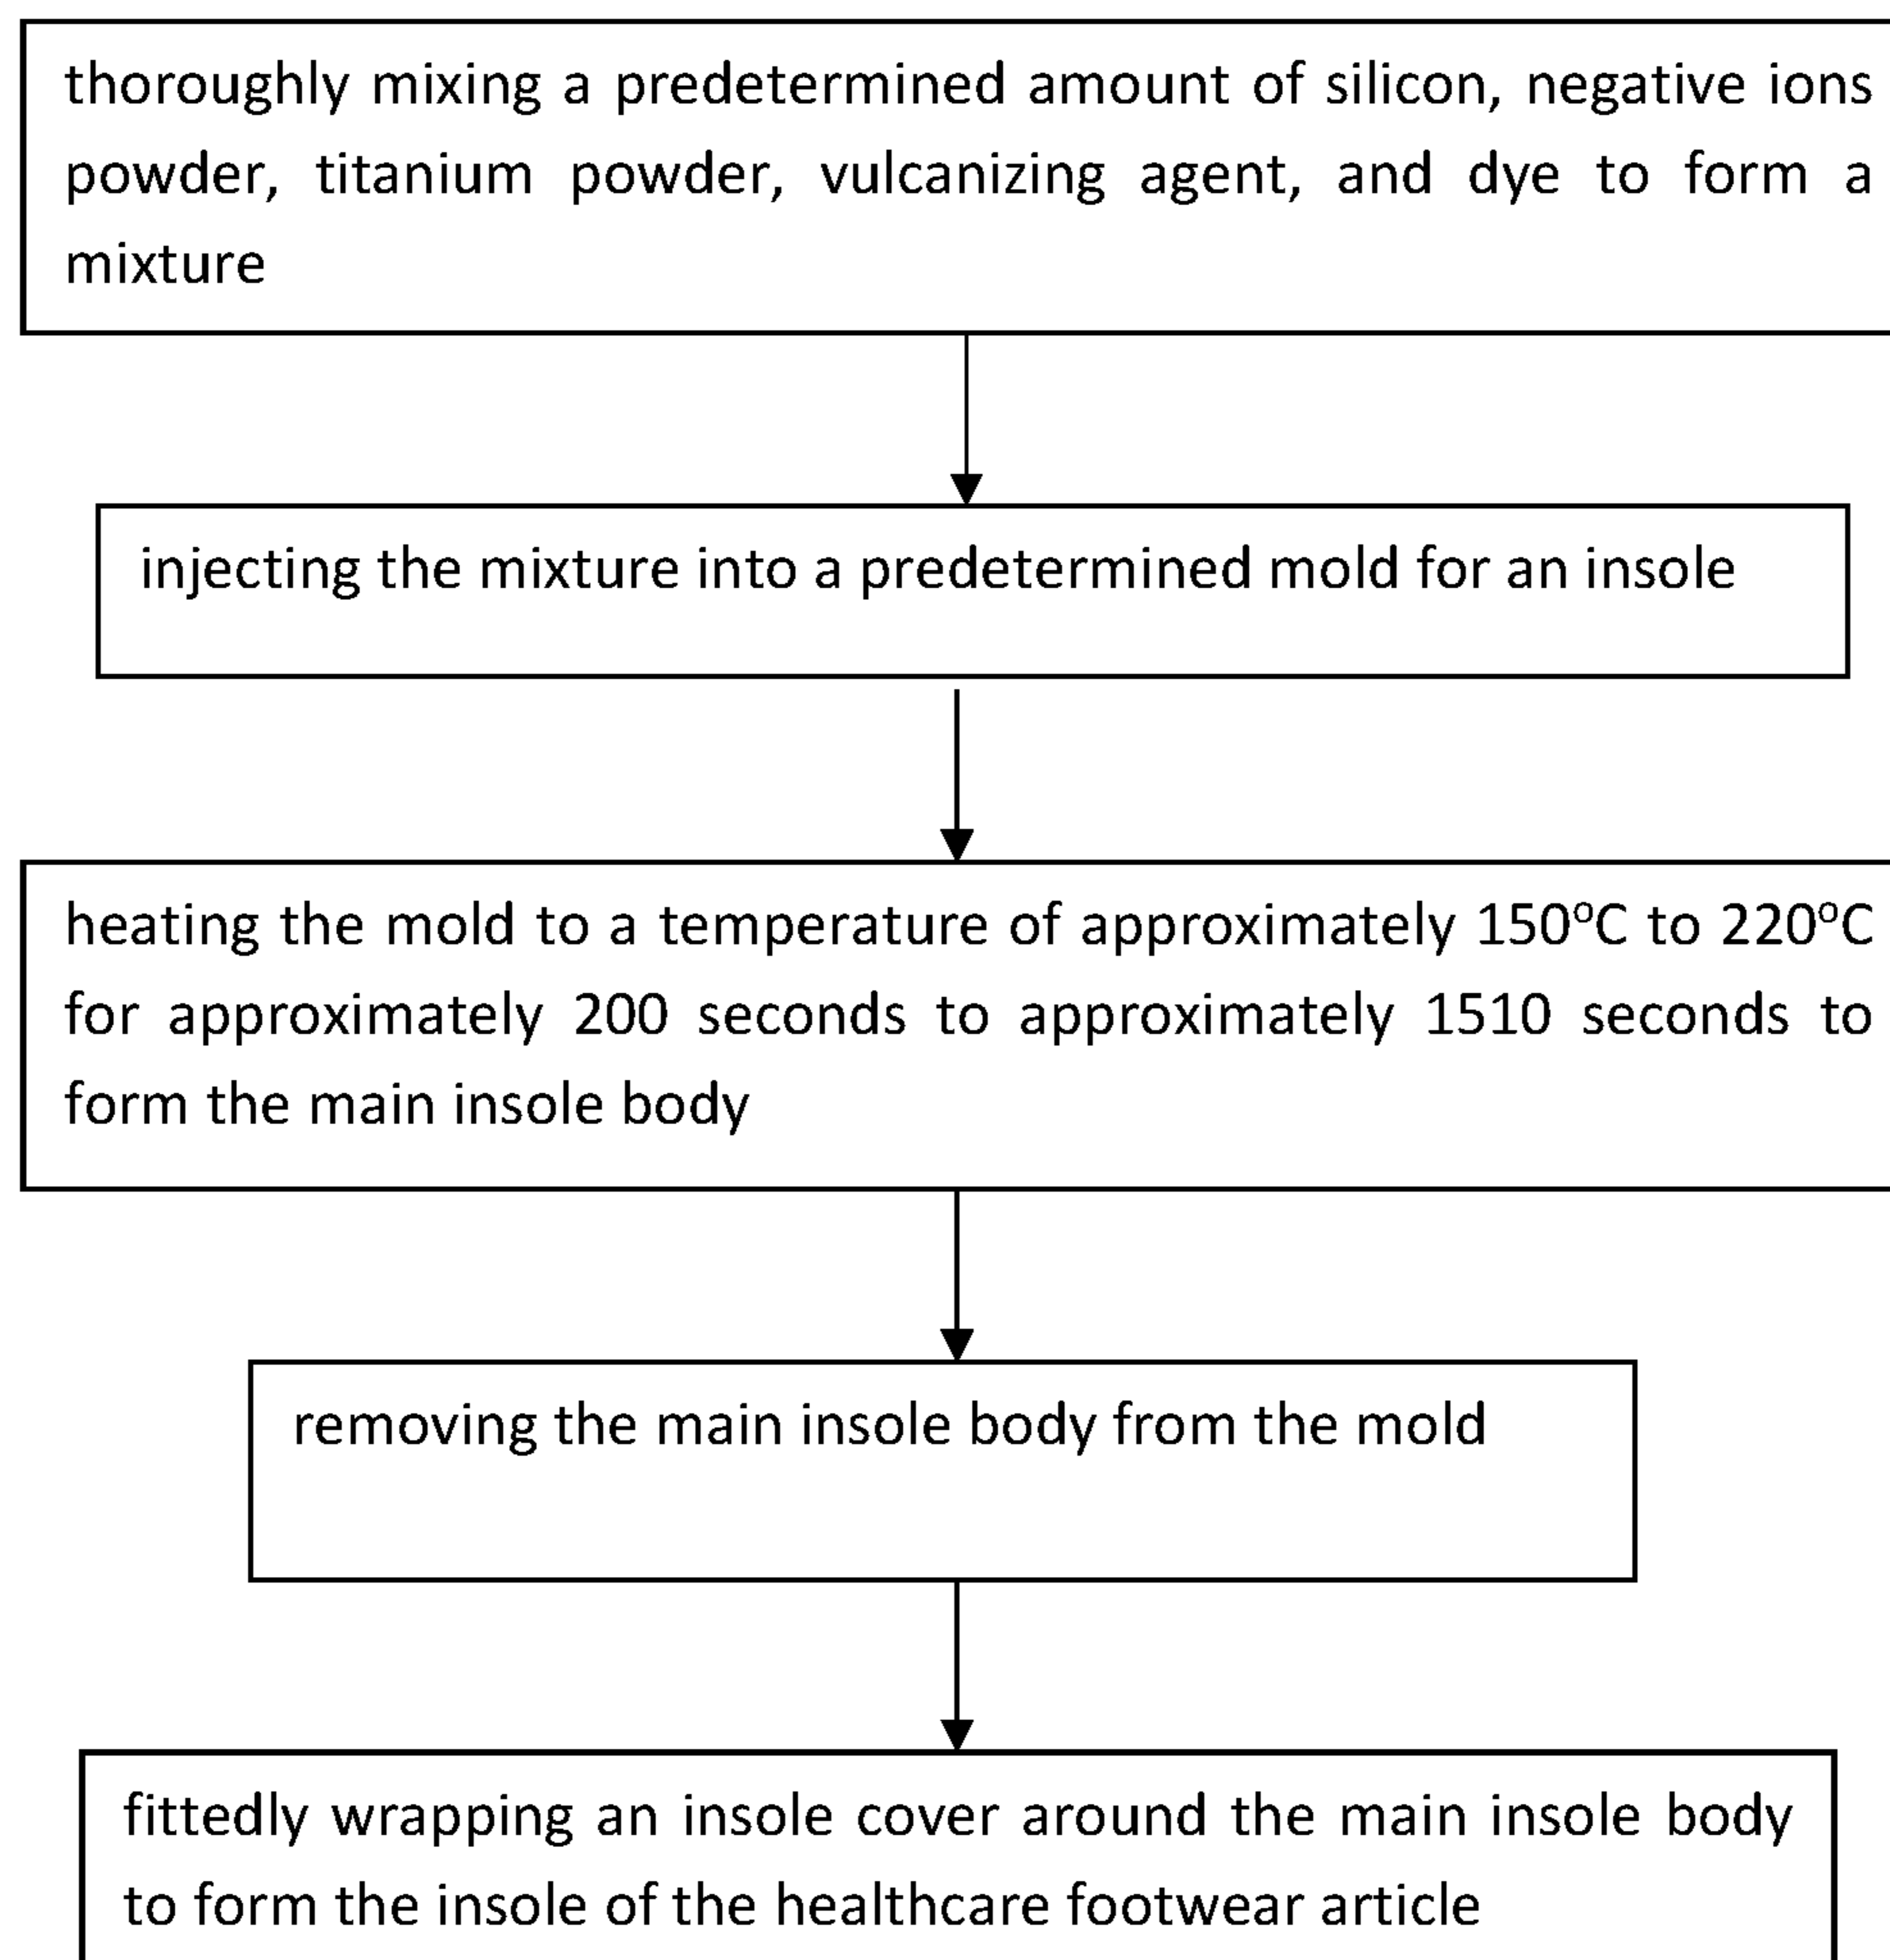 thoroughly mixing a predetermined amount of silicon, negative ions
powder, titanium powder, vulcanizing agent, and dye to form a
mixture
injecting the mixture into a predetermined mold for an insole
heating the mold to a temperature of approximately 150ºC to 220ºC
for approximately 200 seconds to approximately 1510 seconds to
form the main insole body
removing the main insole body from the mold
fittedly wrapping an insole cover around the main insole body
to form the insole of the healthcare footwear article